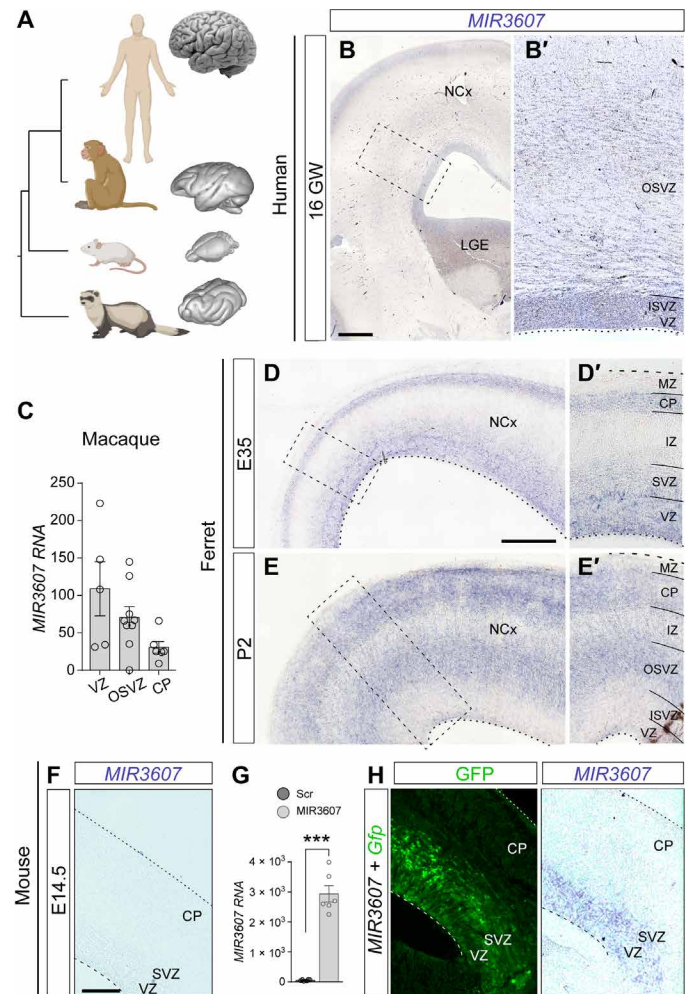 A
MIR3607
B
B′
Human
16 GW
NCx
LGE
OSVZ
ISVZ
VZ
C
Macaque
MIR3607 RNA
250
200
150
100
50
0
VZ
OSVZ
CP
Ferret
D
D′
E35
NCx
MZ
CP
IZ
SVZ
VZ
E
E′
P2
NCx
MZ
CP
IZ
OSVZ
ISVZ
VZ
Mouse
F
MIR3607
E14.5
CP
SVZ
VZ
G
Scr
MIR3607
***
MIR3607 RNA
4 × 10³
3 × 10³
2 × 10³
1 × 10³
0
H
GFP
MIR3607
MIR3607 + Gfp
CP
SVZ
VZ
CP
SVZ
VZ